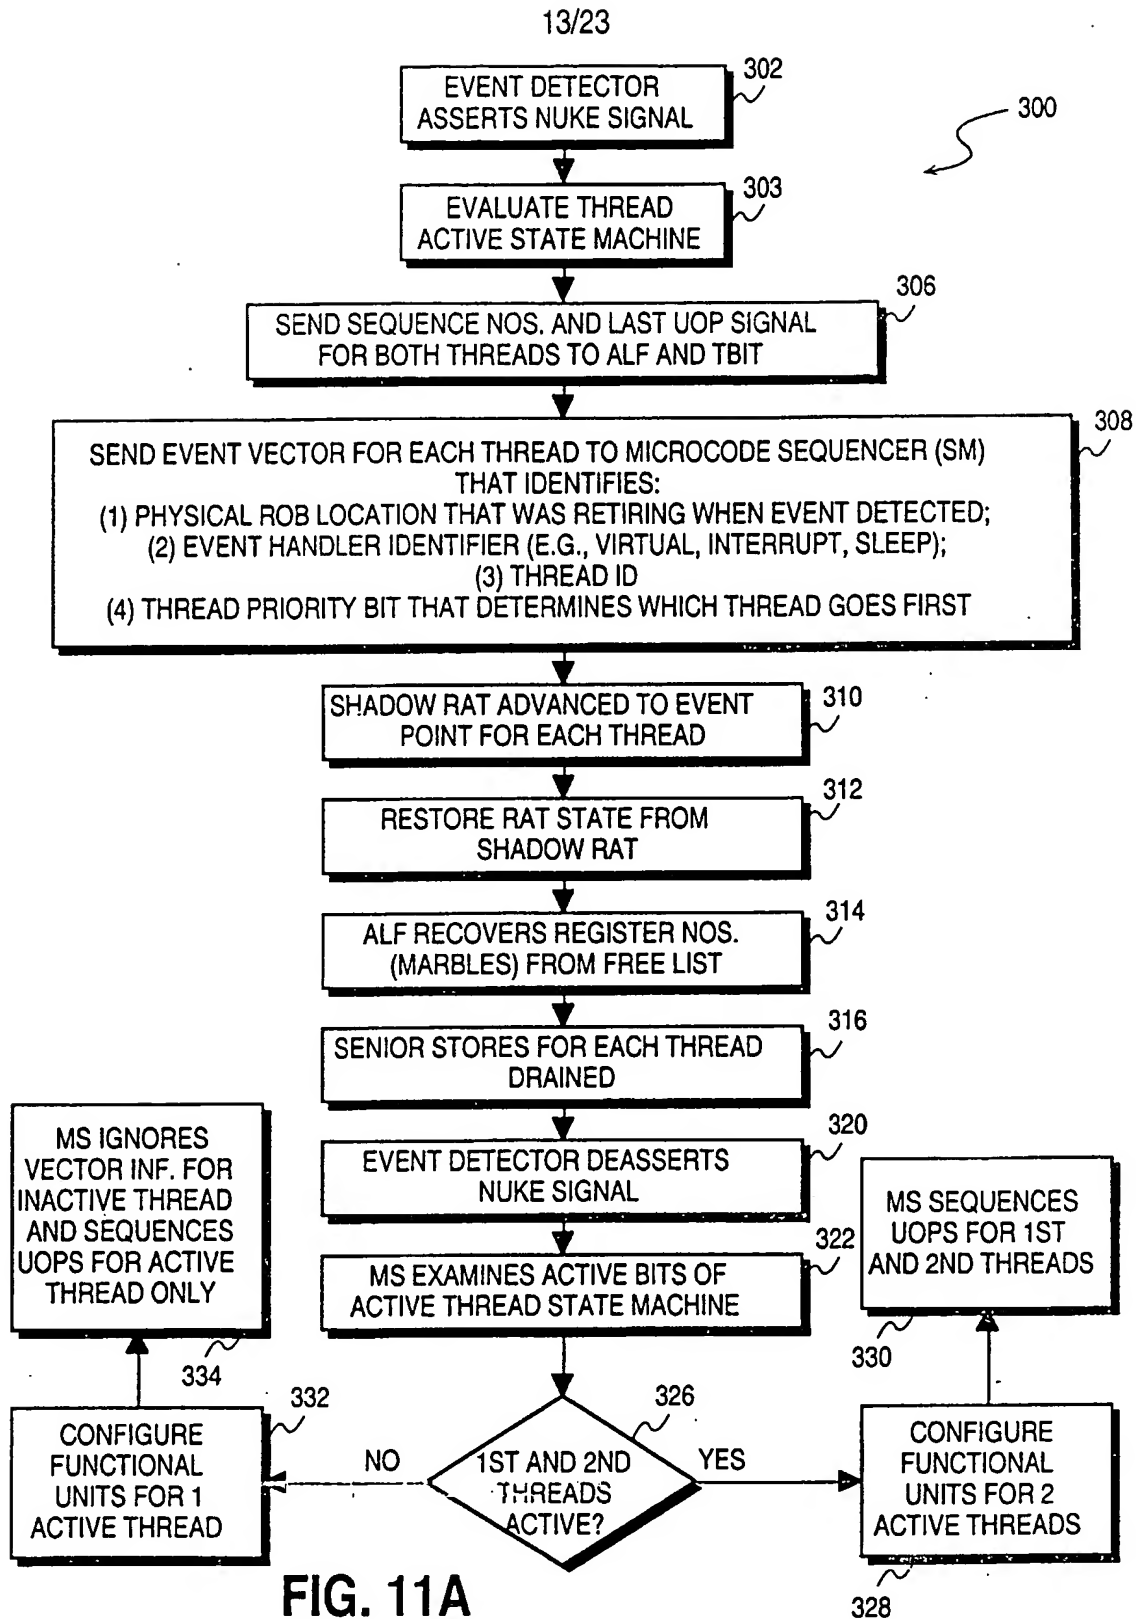 13/23
302
EVENT DETECTOR
ASSERTS NUKE SIGNAL
300
303
EVALUATE THREAD
ACTIVE STATE MACHINE
306
SEND SEQUENCE NOS. AND LAST UOP SIGNAL
FOR BOTH THREADS TO ALF AND TBIT
308
SEND EVENT VECTOR FOR EACH THREAD TO MICROCODE SEQUENCER (SM)
THAT IDENTIFIES:
(1) PHYSICAL ROB LOCATION THAT WAS RETIRING WHEN EVENT DETECTED;
(2) EVENT HANDLER IDENTIFIER (E.G., VIRTUAL, INTERRUPT, SLEEP);
(3) THREAD ID
(4) THREAD PRIORITY BIT THAT DETERMINES WHICH THREAD GOES FIRST
310
SHADOW RAT ADVANCED TO EVENT
POINT FOR EACH THREAD
312
RESTORE RAT STATE FROM
SHADOW RAT
314
ALF RECOVERS REGISTER NOS.
(MARBLES) FROM FREE LIST
316
SENIOR STORES FOR EACH THREAD
DRAINED
320
EVENT DETECTOR DEASSERTS
NUKE SIGNAL
322
MS EXAMINES ACTIVE BITS OF
ACTIVE THREAD STATE MACHINE
MS IGNORES
VECTOR INF. FOR
INACTIVE THREAD
AND SEQUENCES
UOPS FOR ACTIVE
THREAD ONLY
334
MS SEQUENCES
UOPS FOR 1ST
AND 2ND THREADS
330
332
CONFIGURE
FUNCTIONAL
UNITS FOR 1
ACTIVE THREAD
NO
326
1ST AND 2ND
THREADS
ACTIVE?
YES
CONFIGURE
FUNCTIONAL
UNITS FOR 2
ACTIVE THREADS
328
FIG. 11A